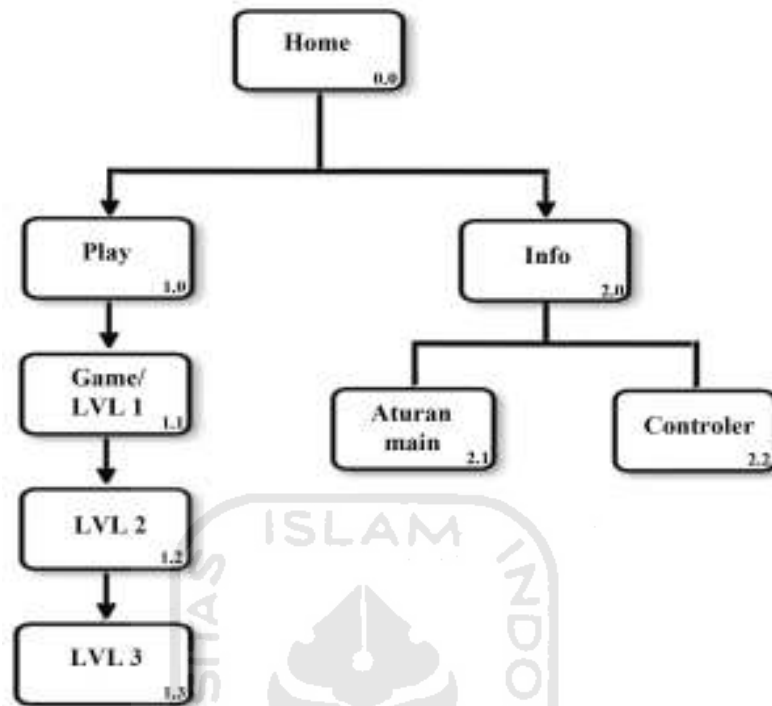 Home
0.0
Play
1.0
Info
2.0
Game/
LVL 1
1.1
Aturan
main
2.1
Controler
2.2
LVL 2
1.2
LVL 3
1.3
ISLAM
INDO